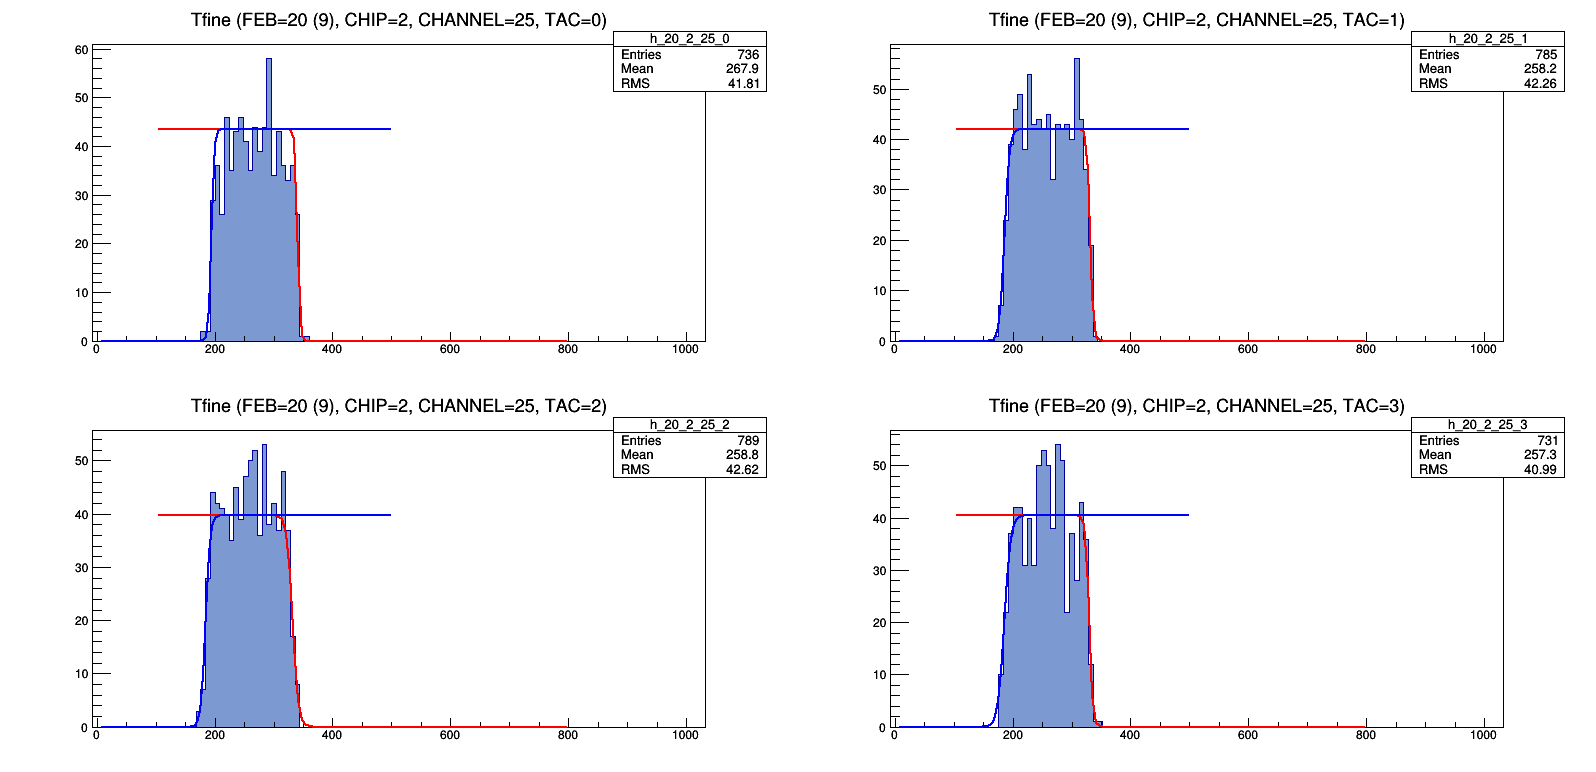 Tfine (FEB=20 (9), CHIP=2, CHANNEL=25, TAC=0)
h_20_2_25_0
Entries 736
Mean 267.9
RMS 41.81
60
50
40
30
20
10
0
0 200 400 600 800 1000
Tfine (FEB=20 (9), CHIP=2, CHANNEL=25, TAC=1)
h_20_2_25_1
Entries 785
Mean 258.2
RMS 42.26
50
40
30
20
10
0
0 200 400 600 800 1000
Tfine (FEB=20 (9), CHIP=2, CHANNEL=25, TAC=2)
h_20_2_25_2
Entries 789
Mean 258.8
RMS 42.62
50
40
30
20
10
0
0 200 400 600 800 1000
Tfine (FEB=20 (9), CHIP=2, CHANNEL=25, TAC=3)
h_20_2_25_3
Entries 731
Mean 257.3
RMS 40.99
50
40
30
20
10
0
0 200 400 600 800 1000